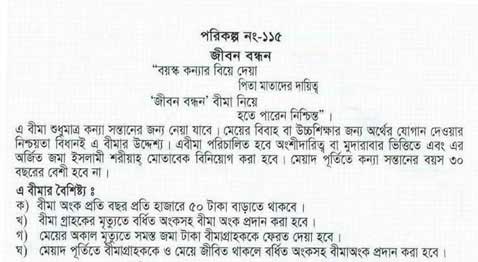 পরিকল্প নং-১১৫
জীবন বন্ধন
“বয়স্ক কন্যার বিয়ে দেয়া
পিতা মাতাদের দায়িত্ব
‘জীবন বন্ধন’ বীমা নিয়ে
হতে পারেন নিশ্চিন্ত”।
এ বীমা শুধুমাত্র কন্যা সন্তানের জন্য নেয়া যাবে। মেয়ের বিবাহ বা উচ্চশিক্ষার জন্য অর্থের যোগান দেওয়ার
নিশ্চয়তা বিধানই এ বীমার উদ্দেশ্য। এবীমা পরিচালিত হবে অংশীদারিত্ব বা মুদারাবার ভিত্তিতে এবং এর
অর্জিত জমা ইসলামী শরীয়াহ্ মোতাবেক বিনিয়োগ করা হবে। মেয়াদ পূর্তিতে কন্যা সন্তানের বয়স ৩০
বছরের বেশী হবে না।
এ বীমার বৈশিষ্ট্য :
ক) বীমা অংক প্রতি বছর প্রতি হাজারে ৫০ টাকা বাড়াতে থাকবে।
খ) বীমা গ্রাহকের মৃত্যুতে বর্ধিত অংকসহ বীমা অংক প্রদান করা হবে।
গ) মেয়ের অকাল মৃত্যুতে সমস্ত জমা টাকা বীমাগ্রাহককে ফেরত দেয়া হবে।
ঘ) মেয়াদ পূর্তিতে বীমাগ্রাহককে ও মেয়ে জীবিত থাকলে বর্ধিত অংকসহ বীমাঅংক প্রদান করা হবে।